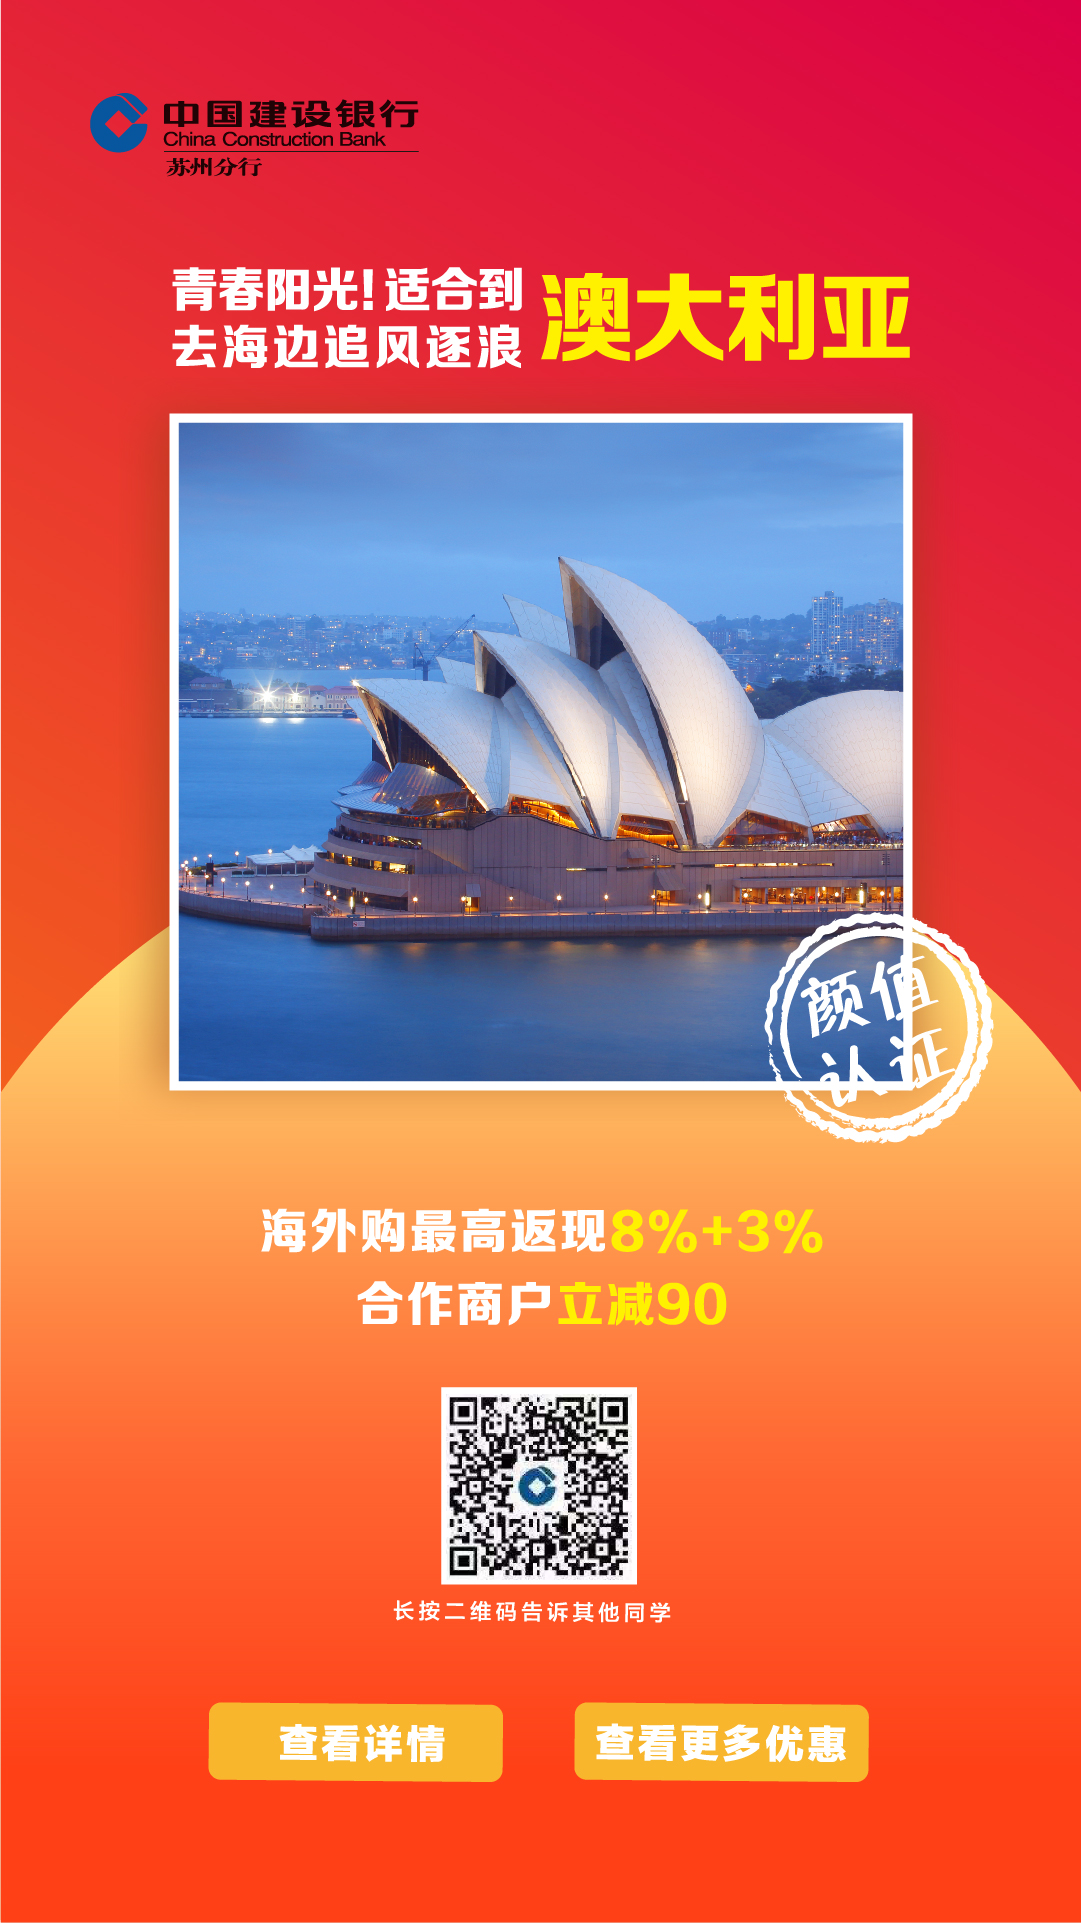 中国建设银行
China Construction Bank
苏州分行
青春阳光!适合到
去海边追风逐浪
澳大利亚
颜值
认证
海外购最高返现8%+3%
合作商户立减90
长按二维码告诉其他同学
查看详情
查看更多优惠